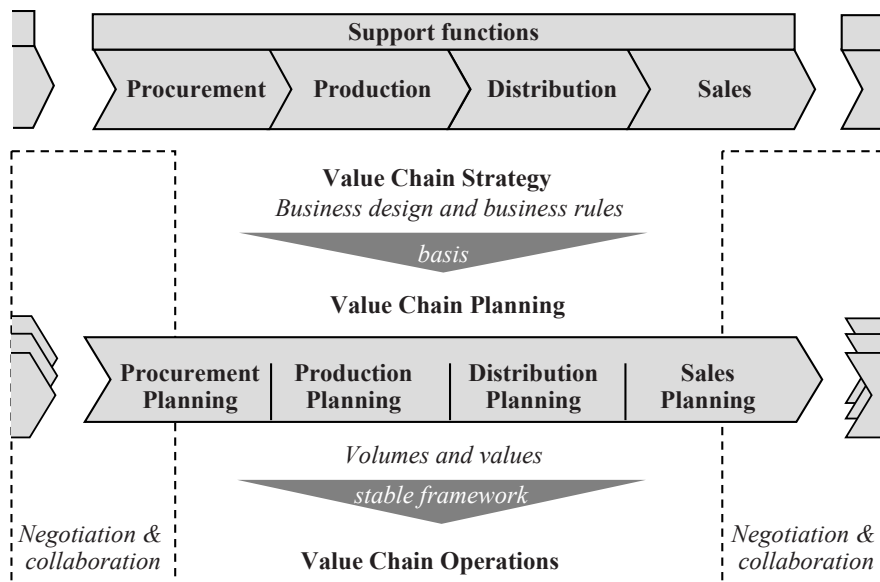 Support functions
Procurement Production Distribution Sales
Value Chain Strategy
Business design and business rules
basis
Value Chain Planning
Procurement Planning
Production Planning
Distribution Planning
Sales Planning
Volumes and values
stable framework
Negotiation &
collaboration
Value Chain Operations
Negotiation &
collaboration